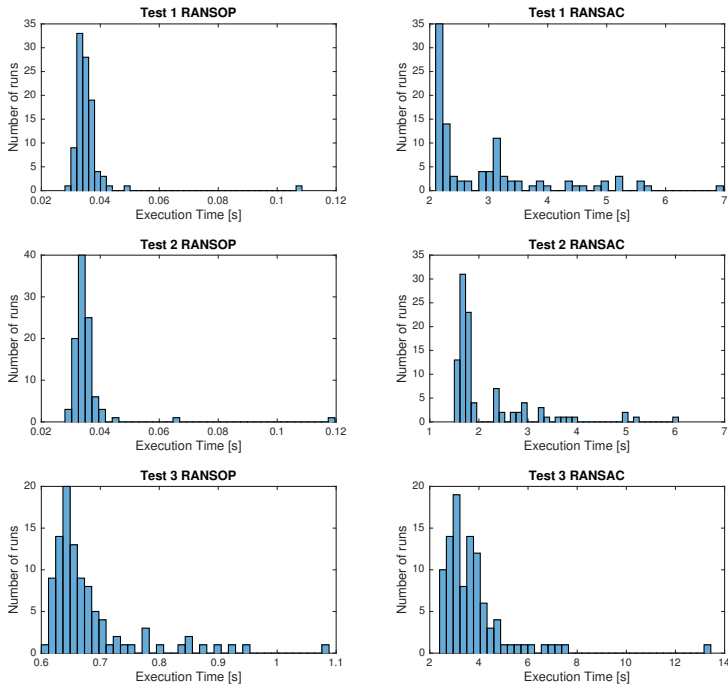 Test 1 RANSOP
35
30
25
20
15
10
5
0
Number of runs
0.02 0.04 0.06 0.08 0.1 0.12
Execution Time [s]
Test 1 RANSAC
35
30
25
20
15
10
5
0
Number of runs
2 3 4 5 6 7
Execution Time [s]
Test 2 RANSOP
40
30
20
10
0
Number of runs
0.02 0.04 0.06 0.08 0.1 0.12
Execution Time [s]
Test 2 RANSAC
35
30
25
20
15
10
5
0
Number of runs
1 2 3 4 5 6 7
Execution Time [s]
Test 3 RANSOP
20
15
10
5
0
Number of runs
0.6 0.7 0.8 0.9 1 1.1
Execution Time [s]
Test 3 RANSAC
20
15
10
5
0
Number of runs
2 4 6 8 10 12 14
Execution Time [s]